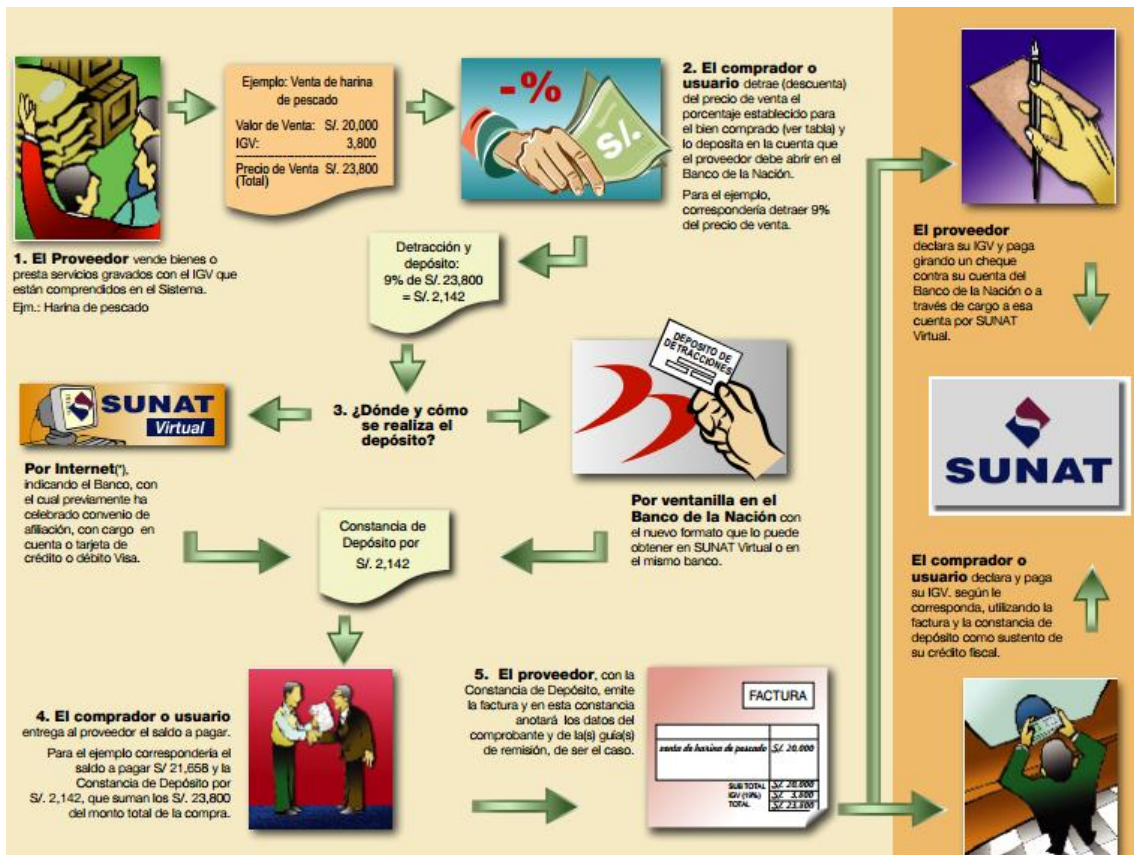 Ejemplo: Venta de harina
de pescado
Valor de Venta: S/. 20,000
IGV: 3,800
Precio de Venta S/. 23,800
(Total)
1. El Proveedor vende bienes o
presta servicios gravados con el IGV que
están comprendidos en el Sistema.
Ejm.: Harina de pescado
-%
S/.
2. El comprador o
usuario detrae (descuenta)
del precio de venta el
porcentaje establecido para
el bien comprado (ver tabla) y
lo deposita en la cuenta que
el proveedor debe abrir en el
Banco de la Nación.
Para el ejemplo,
correspondería detraer 9%
del precio de venta.
Detracción y
depósito:
9% de S/. 23,800
= S/. 2,142
3. ¿Dónde y cómo
se realiza el
depósito?
SUNAT
Virtual
Por Internet(*),
indicando el Banco, con
el cual previamente ha
celebrado convenio de
afiliación, con cargo en
cuenta o tarjeta de
crédito o débito Visa.
DEPOSITO DE
DETRACCIONES
Por ventanilla en el
Banco de la Nación con
el nuevo formato que lo puede
obtener en SUNAT Virtual o en
el mismo banco.
Constancia de
Depósito por
S/. 2,142
4. El comprador o usuario
entrega al proveedor el saldo a pagar.
Para el ejemplo correspondería el
saldo a pagar S/ 21,658 y la
Constancia de Depósito por
S/. 2,142, que suman los S/. 23,800
del monto total de la compra.
5. El proveedor, con la
Constancia de Depósito, emite
la factura y en esta constancia
anotará los datos del
comprobante y de la(s) guía(s)
de remisión, de ser el caso.
FACTURA
venta de harina de pescado S/. 20,000
SUB TOTAL S/. 20,000
IGV (19%) S/. 3,800
TOTAL S/. 23,800
El proveedor
declara su IGV y paga
girando un cheque
contra su cuenta del
Banco de la Nación o a
través de cargo a esa
cuenta por SUNAT
Virtual.
SUNAT
El comprador o
usuario declara y paga
su IGV. según le
corresponda, utilizando la
factura y la constancia de
depósito como sustento de
su crédito fiscal.